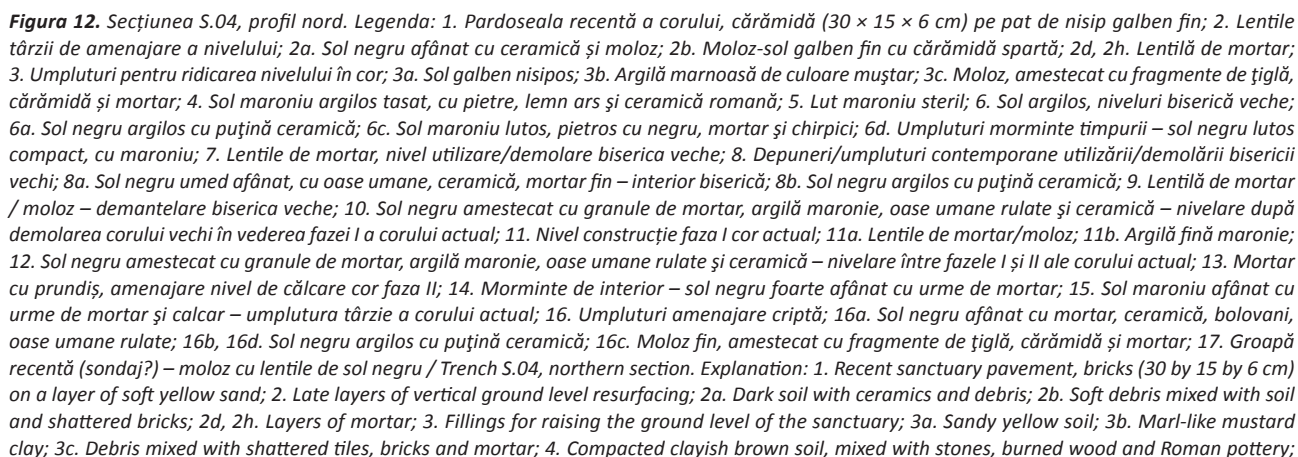 Figura 12. Secțiunea S.04, profil nord. Legenda: 1. Pardoseala recentă a corului, cărămidă (30 × 15 × 6 cm) pe pat de nisip galben fin; 2. Lentile
târzii de amenajare a nivelului; 2a. Sol negru afânat cu ceramică și moloz; 2b. Moloz-sol galben fin cu cărămidă spartă; 2d, 2h. Lentilă de mortar;
3. Umpluturi pentru ridicarea nivelului în cor; 3a. Sol galben nisipos; 3b. Argilă marnoasă de culoare muștar; 3c. Moloz, amestecat cu fragmente de ţiglă,
cărămidă și mortar; 4. Sol maroniu argilos tasat, cu pietre, lemn ars şi ceramică romană; 5. Lut maroniu steril; 6. Sol argilos, niveluri biserică veche;
6a. Sol negru argilos cu puţină ceramică; 6c. Sol maroniu lutos, pietros cu negru, mortar şi chirpici; 6d. Umpluturi morminte timpurii – sol negru lutos
compact, cu maroniu; 7. Lentile de mortar, nivel utilizare/demolare biserica veche; 8. Depuneri/umpluturi contemporane utilizării/demolării bisericii
vechi; 8a. Sol negru umed afânat, cu oase umane, ceramică, mortar fin – interior biserică; 8b. Sol negru argilos cu puţină ceramică; 9. Lentilă de mortar
/ moloz – demantelare biserica veche; 10. Sol negru amestecat cu granule de mortar, argilă maronie, oase umane rulate şi ceramică – nivelare după
demolarea corului vechi în vederea fazei I a corului actual; 11. Nivel construcție faza I cor actual; 11a. Lentile de mortar/moloz; 11b. Argilă fină maronie;
12. Sol negru amestecat cu granule de mortar, argilă maronie, oase umane rulate şi ceramică – nivelare între fazele I și II ale corului actual; 13. Mortar
cu prundiș, amenajare nivel de călcare cor faza II; 14. Morminte de interior – sol negru foarte afânat cu urme de mortar; 15. Sol maroniu afânat cu
urme de mortar şi calcar – umplutura târzie a corului actual; 16. Umpluturi amenajare criptă; 16a. Sol negru afânat cu mortar, ceramică, bolovani,
oase umane rulate; 16b, 16d. Sol negru argilos cu puţină ceramică; 16c. Moloz fin, amestecat cu fragmente de ţiglă, cărămidă și mortar; 17. Groapă
recentă (sondaj?) – moloz cu lentile de sol negru / Trench S.04, northern section. Explanation: 1. Recent sanctuary pavement, bricks (30 by 15 by 6 cm)
on a layer of soft yellow sand; 2. Late layers of vertical ground level resurfacing; 2a. Dark soil with ceramics and debris; 2b. Soft debris mixed with soil
and shattered bricks; 2d, 2h. Layers of mortar; 3. Fillings for raising the ground level of the sanctuary; 3a. Sandy yellow soil; 3b. Marl-like mustard
clay; 3c. Debris mixed with shattered tiles, bricks and mortar; 4. Compacted clayish brown soil, mixed with stones, burned wood and Roman pottery;